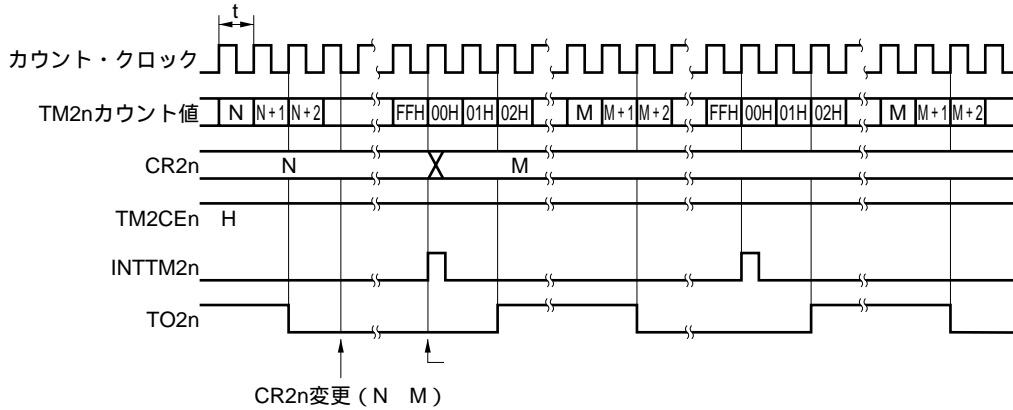 t
カウント・クロック
TM2nカウント値 N N+1 N+2 FFH 00H 01H 02H M M+1 M+2 FFH 00H 01H 02H M M+1 M+2
CR2n N M
TM2CEn H
INTTM2n
TO2n
CR2n変更（N M）